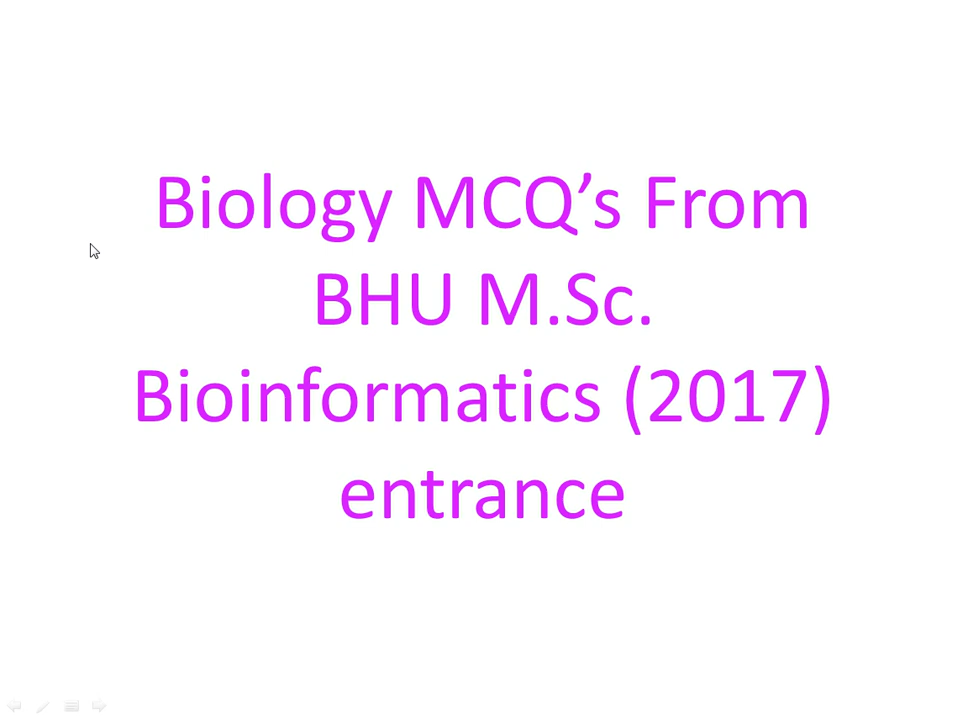 Biology MCQ’s From
BHU M.Sc.
Bioinformatics (2017)
entrance